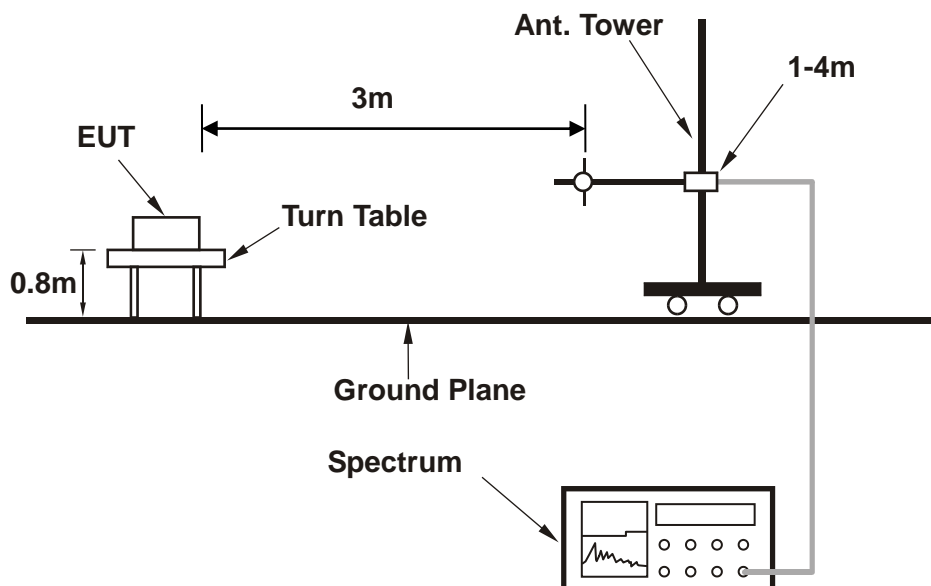 Ant. Tower
1-4m
3m
EUT
Turn Table
0.8m
Ground Plane
Spectrum